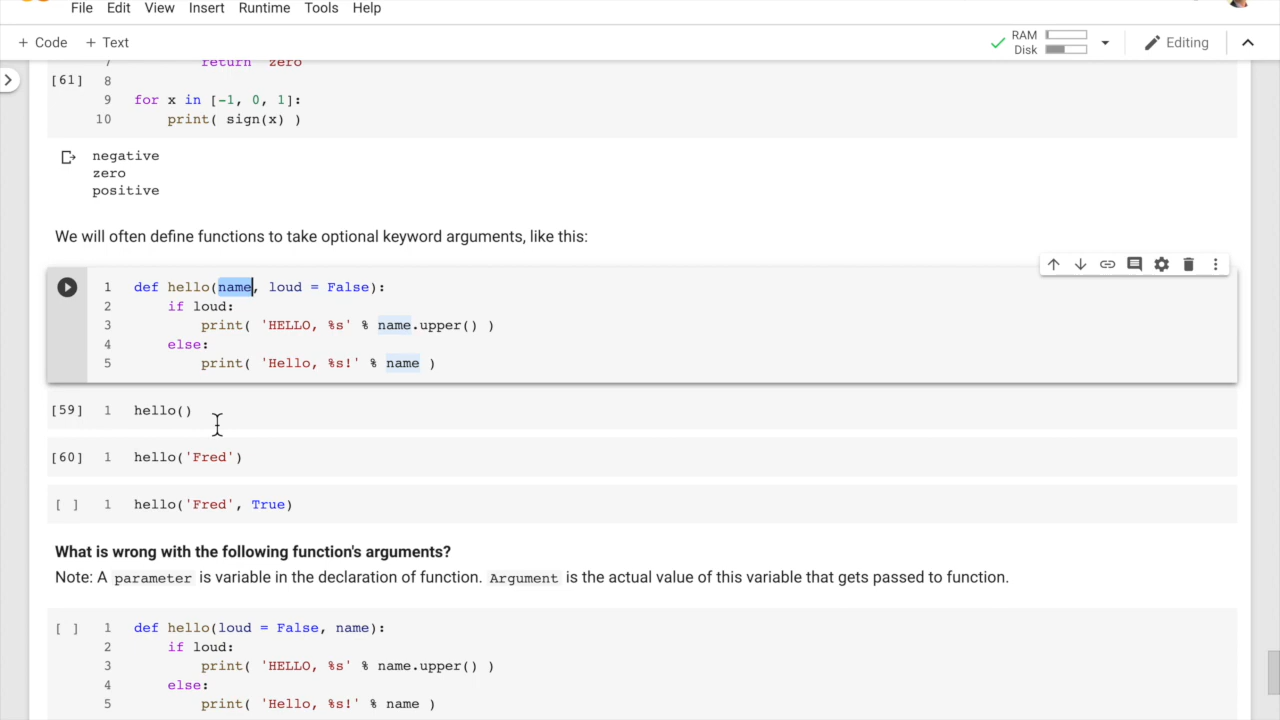 File Edit View Insert Runtime Tools Help
+ Code + Text RAM Disk Editing
7 return zero
[61] 8
9 for x in [-1, 0, 1]:
10 print( sign(x) )
negative
zero
positive
We will often define functions to take optional keyword arguments, like this:
1 def hello(name, loud = False):
2 if loud:
3 print( 'HELLO, %s' % name.upper() )
4 else:
5 print( 'Hello, %s!' % name )
[59] 1 hello()
[60] 1 hello('Fred')
[ ] 1 hello('Fred', True)
What is wrong with the following function's arguments?
Note: A parameter is variable in the declaration of function. Argument is the actual value of this variable that gets passed to function.
[ ] 1 def hello(loud = False, name):
2 if loud:
3 print( 'HELLO, %s' % name.upper() )
4 else:
5 print( 'Hello, %s!' % name )